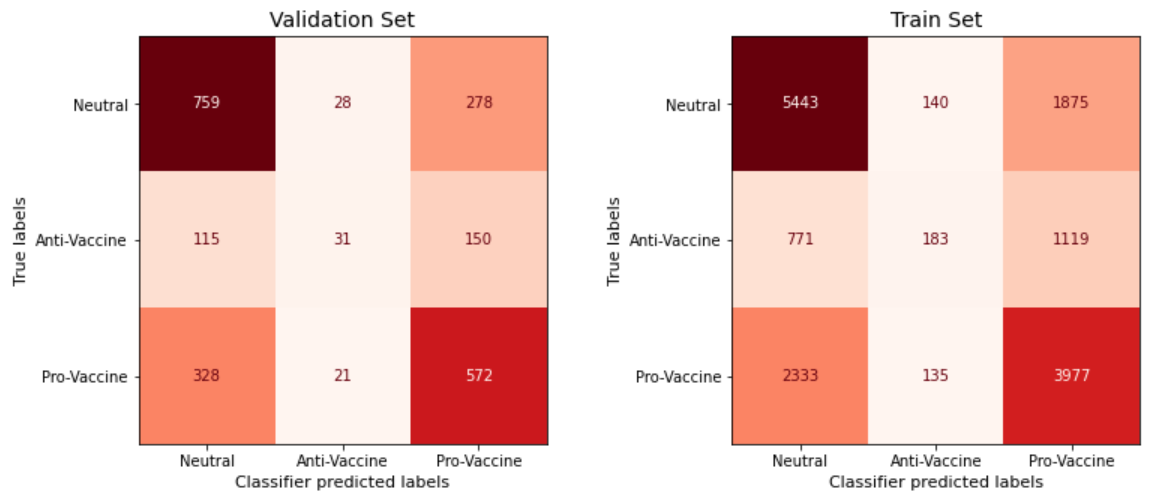 Validation Set
Neutral 759 28 278
Anti-Vaccine 115 31 150
Pro-Vaccine 328 21 572
True labels
Neutral Anti-Vaccine Pro-Vaccine
Classifier predicted labels
Train Set
Neutral 5443 140 1875
Anti-Vaccine 771 183 1119
Pro-Vaccine 2333 135 3977
True labels
Neutral Anti-Vaccine Pro-Vaccine
Classifier predicted labels